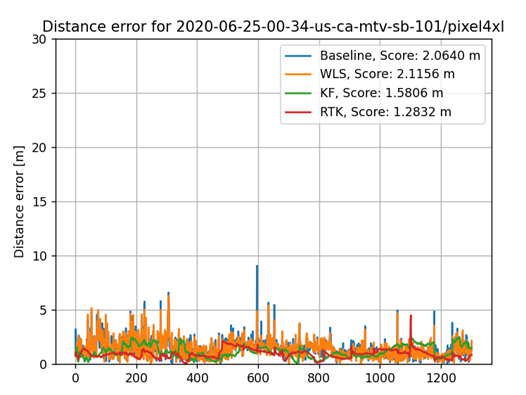 Distance error for 2020-06-25-00-34-us-ca-mtv-sb-101/pixel4xl
30
25
20
15
10
5
0
Distance error [m]
Baseline, Score: 2.0640 m
WLS, Score: 2.1156 m
KF, Score: 1.5806 m
RTK, Score: 1.2832 m
0 200 400 600 800 1000 1200